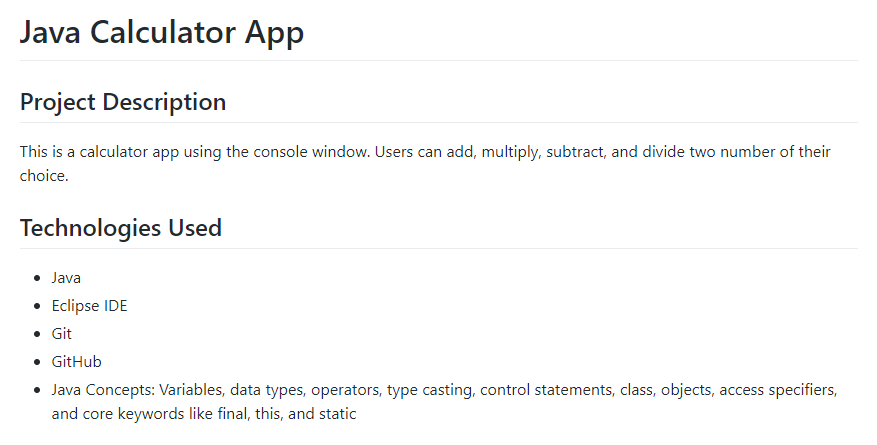 Java Calculator App
Project Description
This is a calculator app using the console window. Users can add, multiply, subtract, and divide two number of their
choice.
Technologies Used
Java
Eclipse IDE
Git
GitHub
Java Concepts: Variables, data types, operators, type casting, control statements, class, objects, access specifiers,
and core keywords like final, this, and static